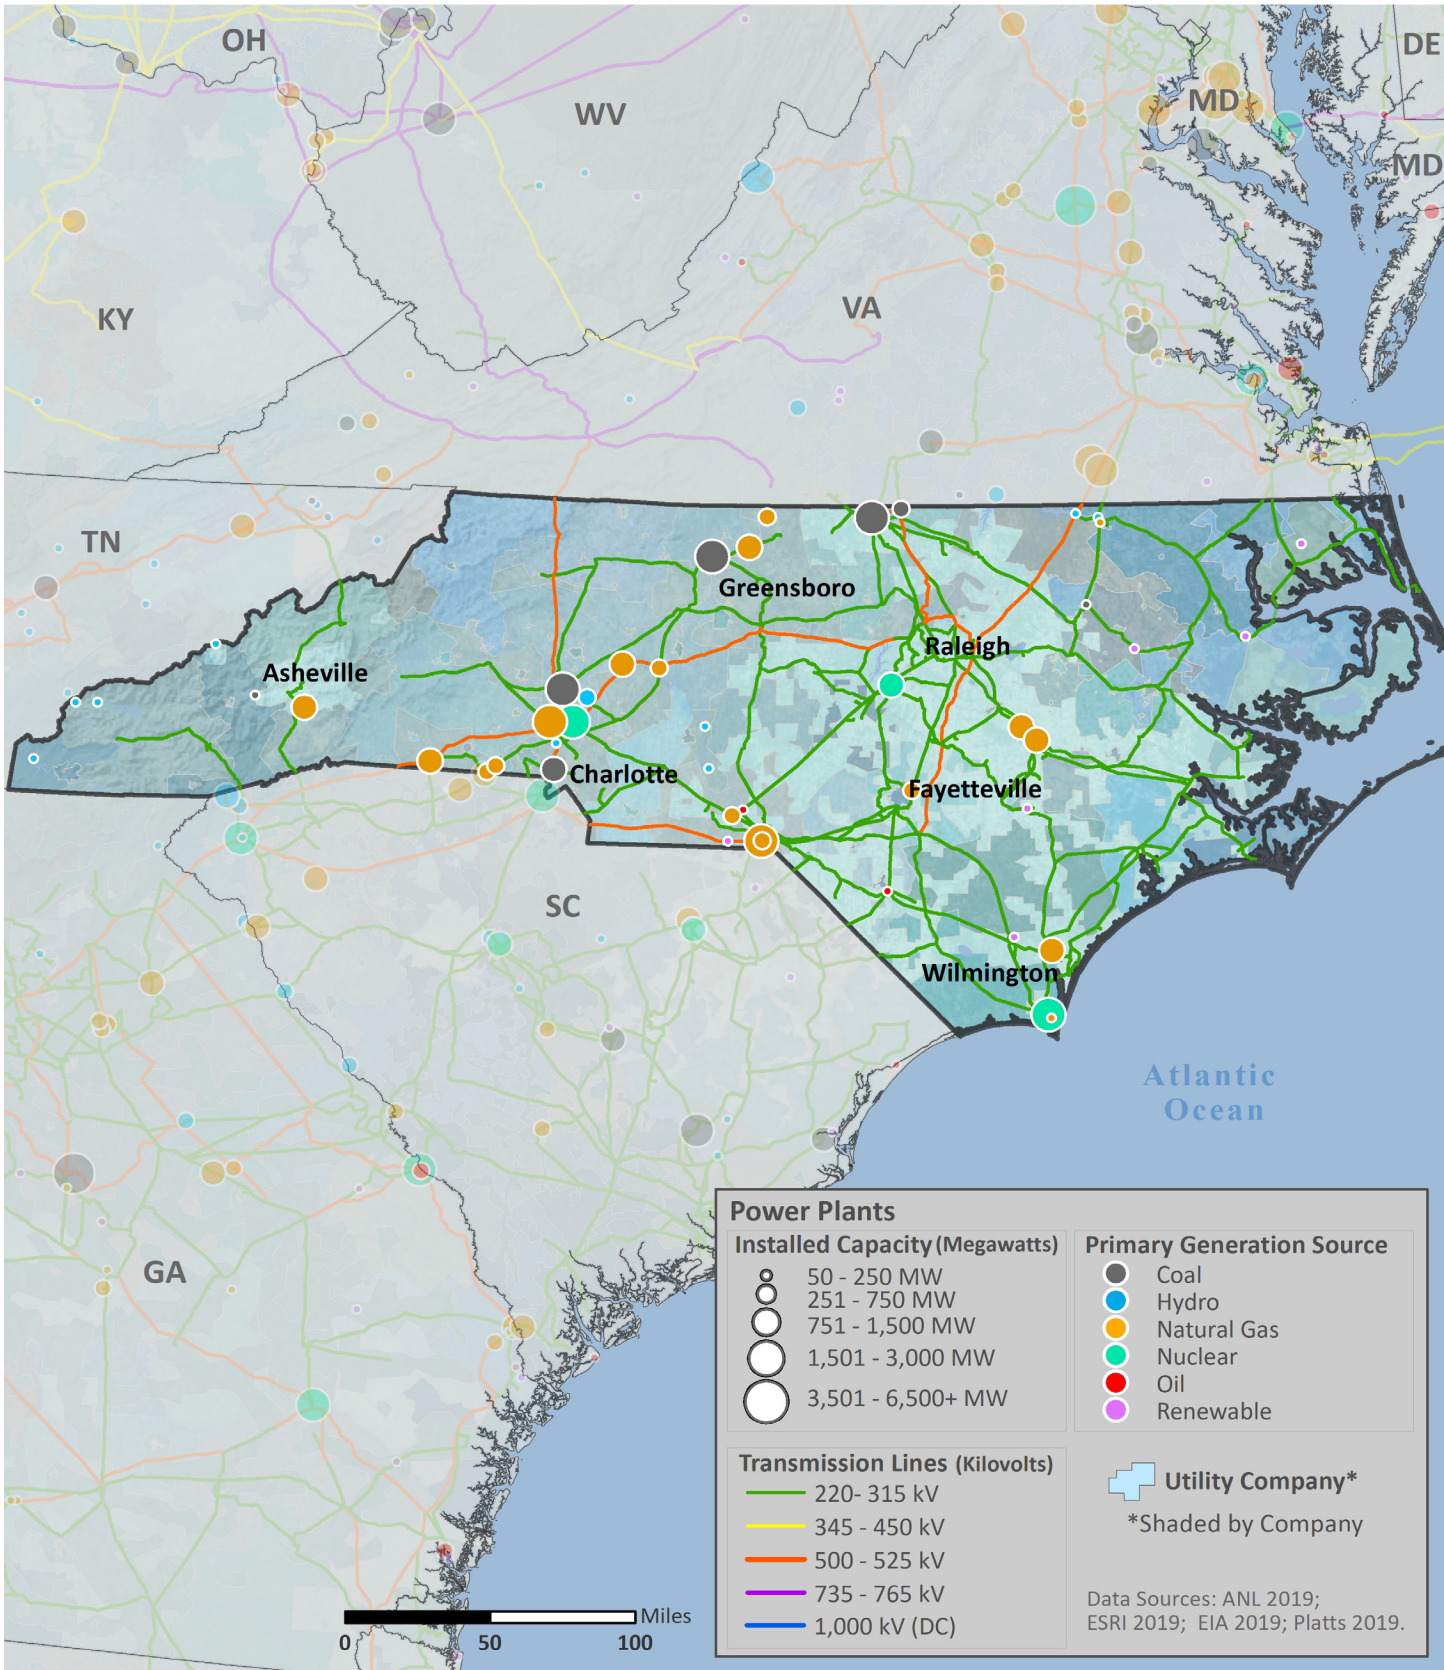 OH
DE
WV
MD
MD
VA
KY
TN
Greensboro
Raleigh
Asheville
Charlotte
Fayetteville
SC
Wilmington
Atlantic
Ocean
GA
Power Plants
Installed Capacity (Megawatts)
50 - 250 MW
251 - 750 MW
751 - 1,500 MW
1,501 - 3,000 MW
3,501 - 6,500+ MW
Primary Generation Source
Coal
Hydro
Natural Gas
Nuclear
Oil
Renewable
Transmission Lines (Kilovolts)
220- 315 kV
345 - 450 kV
500 - 525 kV
735 - 765 kV
1,000 kV (DC)
Utility Company*
*Shaded by Company
Data Sources: ANL 2019;
ESRI 2019; EIA 2019; Platts 2019.
Miles
0 50 100